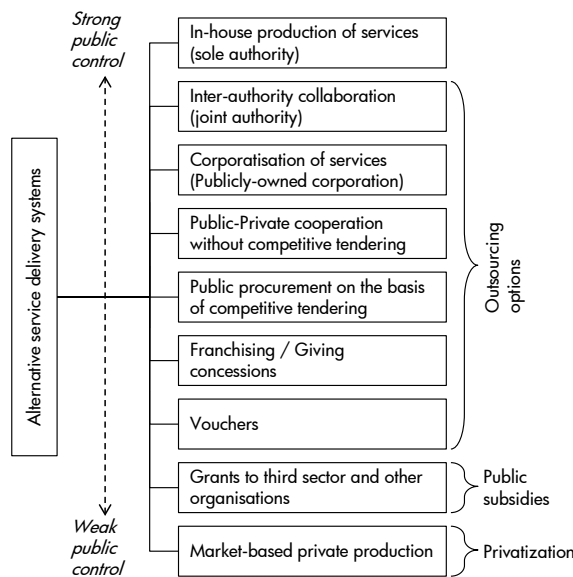 Strong
public
control
Alternative service delivery systems
Weak
public
control
In-house production of services
(sole authority)
Inter-authority collaboration
(joint authority)
Corporatisation of services
(Publicly-owned corporation)
Public-Private cooperation
without competitive tendering
Public procurement on the basis
of competitive tendering
Franchising / Giving
concessions
Vouchers
Grants to third sector and other
organisations
Market-based private production
Outsourcing
options
Public
subsidies
Privatization